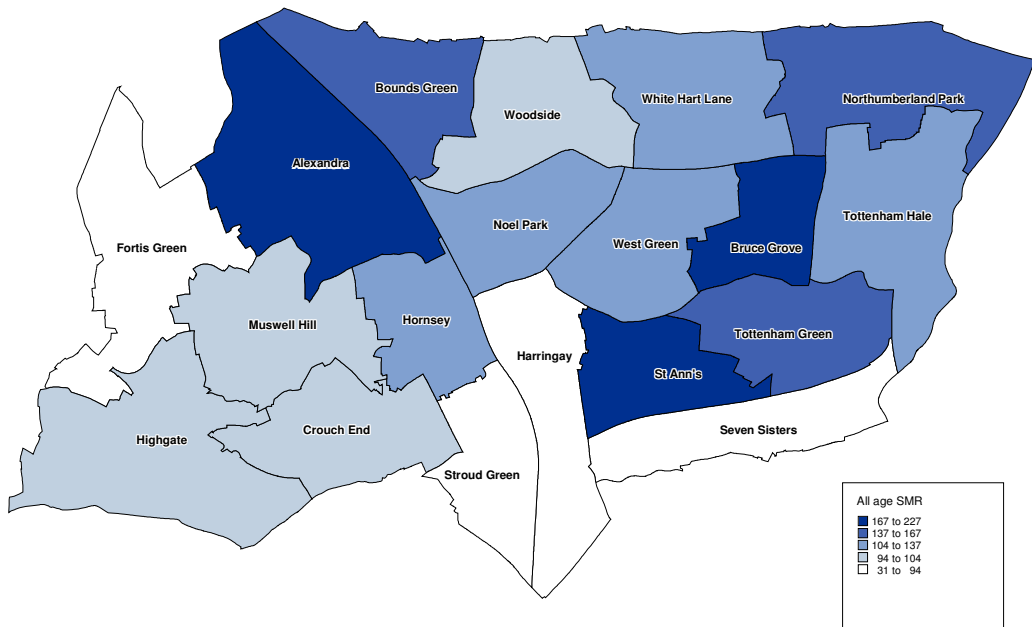 Bounds Green
White Hart Lane
Northumberland Park
Woodside
Alexandra
Tottenham Hale
Noel Park
West Green
Bruce Grove
Fortis Green
Muswell Hill
Hornsey
Tottenham Green
Harringay
St Ann's
Crouch End
Seven Sisters
Highgate
Stroud Green
All age SMR
167 to 227
137 to 167
104 to 137
94 to 104
31 to 94